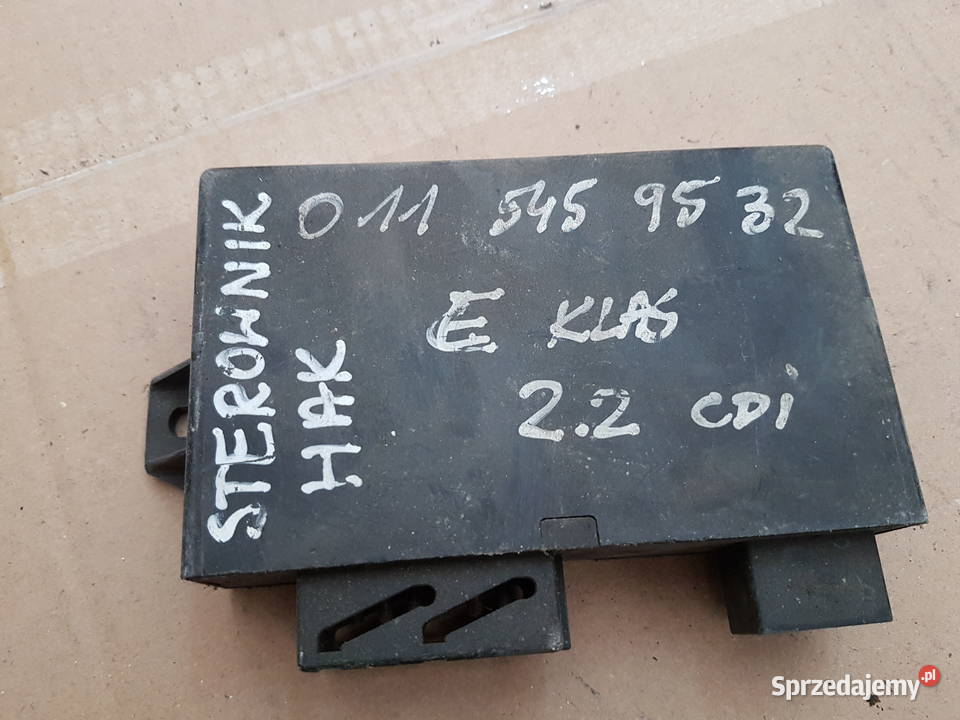 STEROWNIK
HAK
011 545 95 32
E KLAS
2.2 CDi
Sprzedajemy.pl